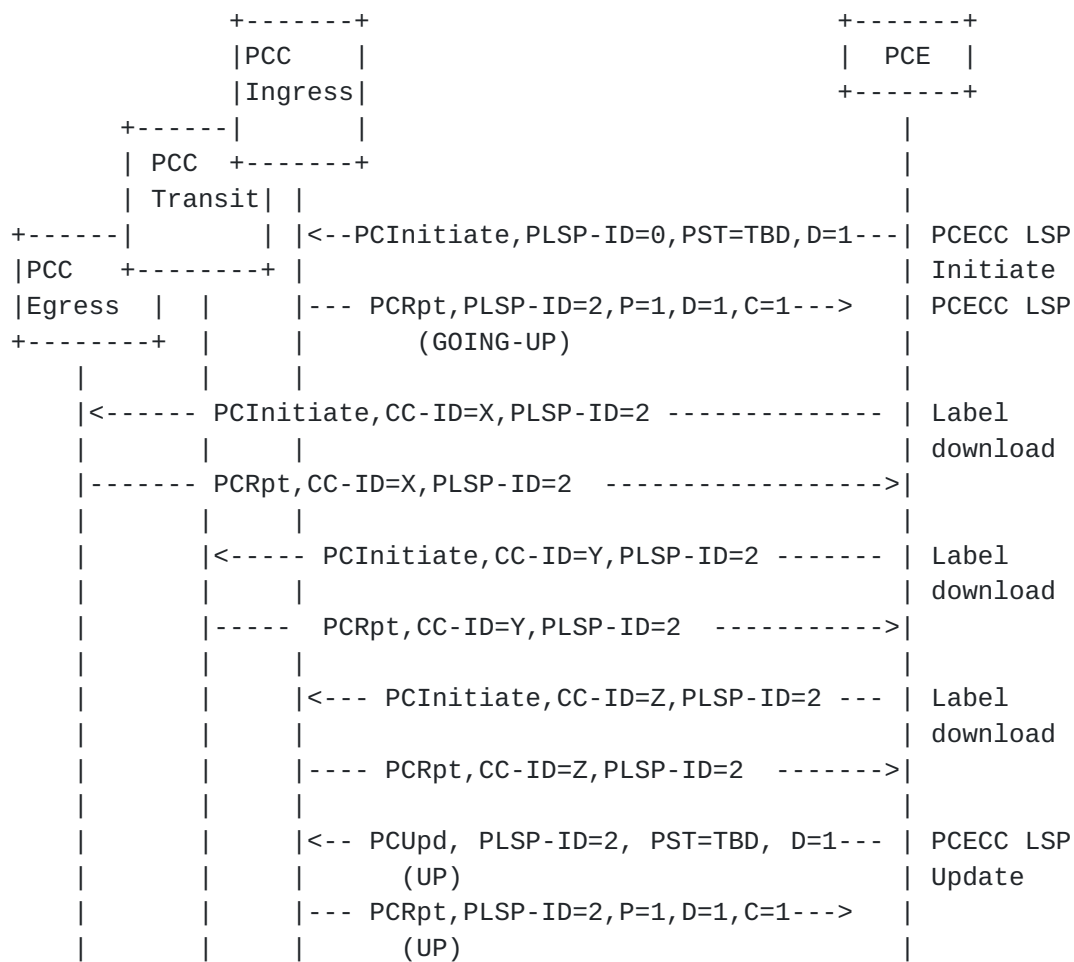 +-------+                              +-------+
                  |PCC    |                              |  PCE  |
                  |Ingress|                              +-------+
           +------|       |                                  |
           | PCC  +-------+                                  |
           | Transit| |                                      |
    +------|        | |<--PCInitiate,PLSP-ID=0,PST=TBD,D=1---| PCECC LSP
    |PCC   +--------+ |                                      | Initiate
    |Egress  |  |     |--- PCRpt,PLSP-ID=2,P=1,D=1,C=1--->   | PCECC LSP
    +--------+  |     |       (GOING-UP)                     |
        |       |     |                                      |
        |<------ PCInitiate,CC-ID=X,PLSP-ID=2 -------------- | Label
        |       |     |                                      | download
        |------- PCRpt,CC-ID=X,PLSP-ID=2  ------------------>|
        |       |     |                                      |
        |       |<----- PCInitiate,CC-ID=Y,PLSP-ID=2 ------- | Label
        |       |     |                                      | download
        |       |-----  PCRpt,CC-ID=Y,PLSP-ID=2  ----------->|
        |       |     |                                      |
        |       |     |<--- PCInitiate,CC-ID=Z,PLSP-ID=2 --- | Label
        |       |     |                                      | download
        |       |     |---- PCRpt,CC-ID=Z,PLSP-ID=2  ------->|
        |       |     |                                      |
        |       |     |<-- PCUpd, PLSP-ID=2, PST=TBD, D=1--- | PCECC LSP
        |       |     |      (UP)                            | Update
        |       |     |--- PCRpt,PLSP-ID=2,P=1,D=1,C=1--->   |
        |       |     |      (UP)                            |